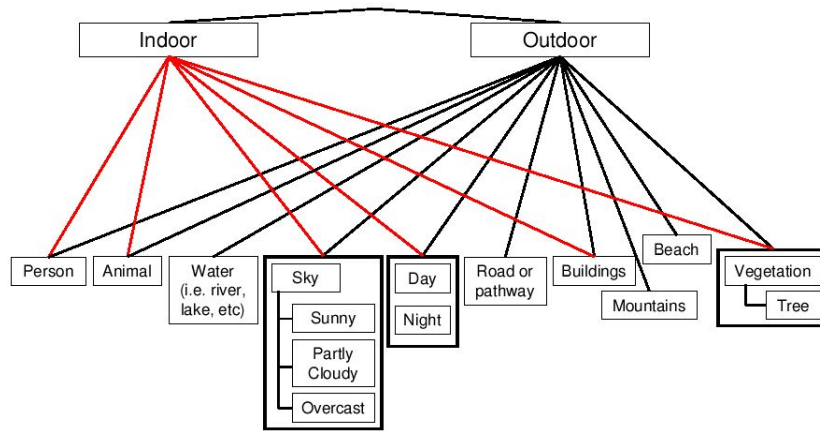 Indoor
Outdoor
Person
Animal
Water
(i.e. river,
lake, etc)
Sky
Sunny
Partly
Cloudy
Overcast
Day
Night
Road or
pathway
Buildings
Mountains
Beach
Vegetation
Tree